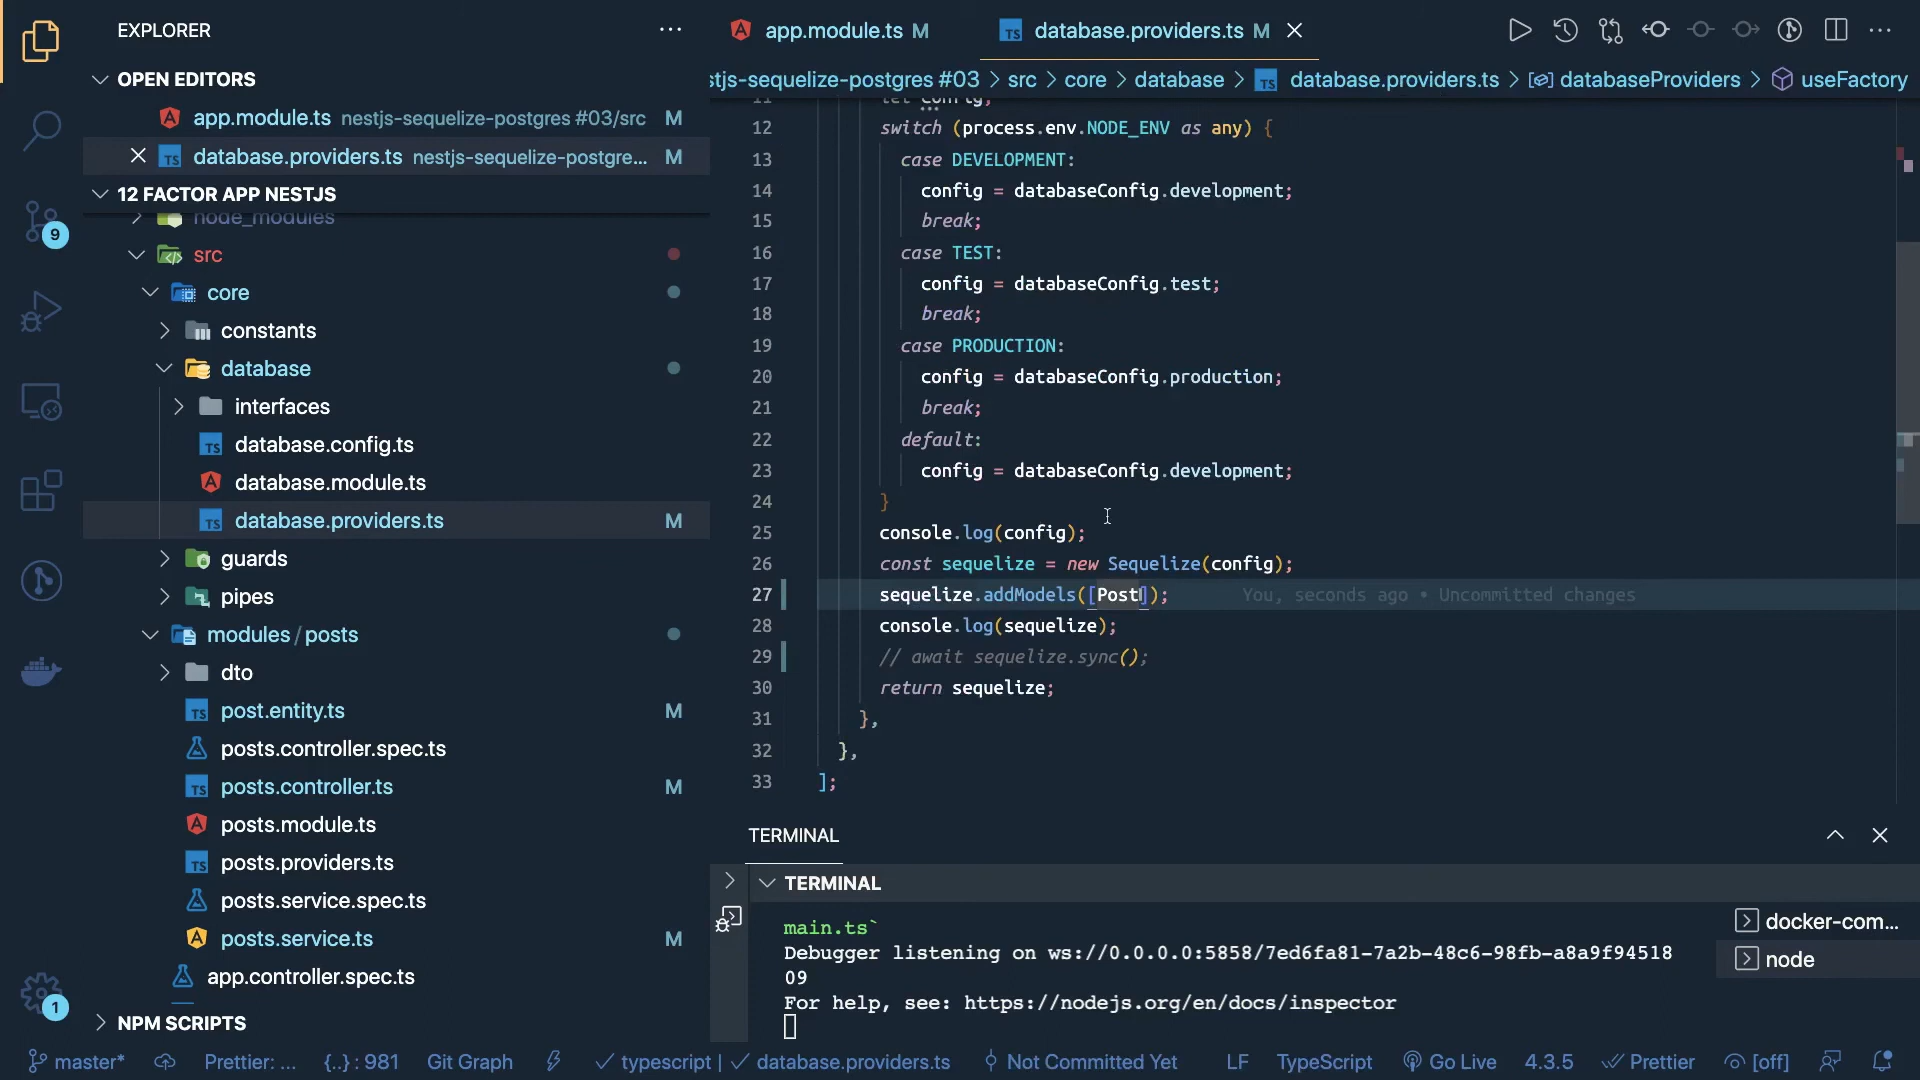 EXPLORER
OPEN EDITORS
app.module.ts nestjs-sequelize-postgres #03/src M
database.providers.ts nestjs-sequelize-postgre... M
12 FACTOR APP NESTJS
node_modules
src
core
constants
database
interfaces
database.config.ts
database.module.ts
database.providers.ts M
guards
pipes
modules / posts
dto
post.entity.ts M
posts.controller.spec.ts
posts.controller.ts M
posts.module.ts
posts.providers.ts
posts.service.spec.ts
posts.service.ts M
app.controller.spec.ts
NPM SCRIPTS
9
1
app.module.ts M
database.providers.ts M
stjs-sequelize-postgres #03 > src > core > database > database.providers.ts > databaseProviders > useFactory
11 let config;
12 switch (process.env.NODE_ENV as any) {
13 case DEVELOPMENT:
14 config = databaseConfig.development;
15 break;
16 case TEST:
17 config = databaseConfig.test;
18 break;
19 case PRODUCTION:
20 config = databaseConfig.production;
21 break;
22 default:
23 config = databaseConfig.development;
24 }
25 console.log(config);
26 const sequelize = new Sequelize(config);
27 sequelize.addModels([Post]); You, seconds ago • Uncommitted changes
28 console.log(sequelize);
29 // await sequelize.sync();
30 return sequelize;
31 },
32 },
33 ];
TERMINAL
TERMINAL
main.ts`
Debugger listening on ws://0.0.0.0:5858/7ed6fa81-7a2b-48c6-98fb-a8a9f94518
09
For help, see: https://nodejs.org/en/docs/inspector
docker-com...
node
master* Prettier: ... {..} : 981 Git Graph typescript | database.providers.ts Not Committed Yet LF TypeScript Go Live 4.3.5 Prettier [off]